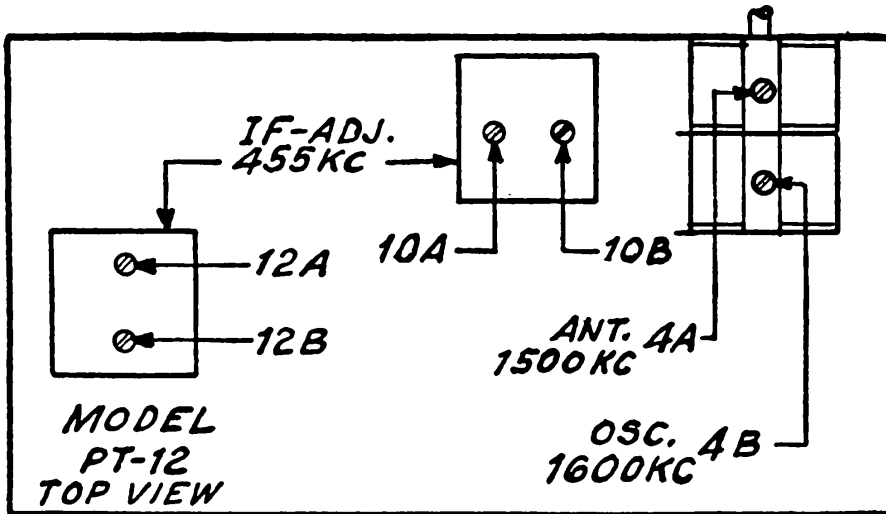 IF-ADJ.
455KC
10A
10B
12A
12B
ANT. 4A
1500KC
OSC. 4B
1600KC
MODEL
PT-12
TOP VIEW